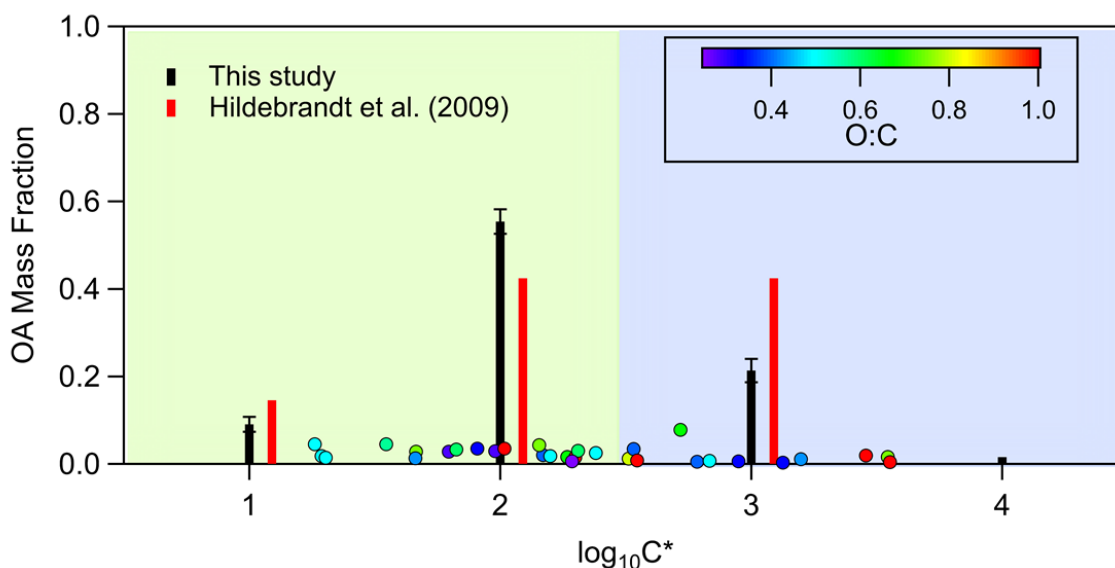 1.0
0.8
0.6
0.4
0.2
0.0
OA Mass Fraction
This study
Hildebrandt et al. (2009)
0.4 0.6 0.8 1.0
O:C
1 2 3 4
log₁₀C*